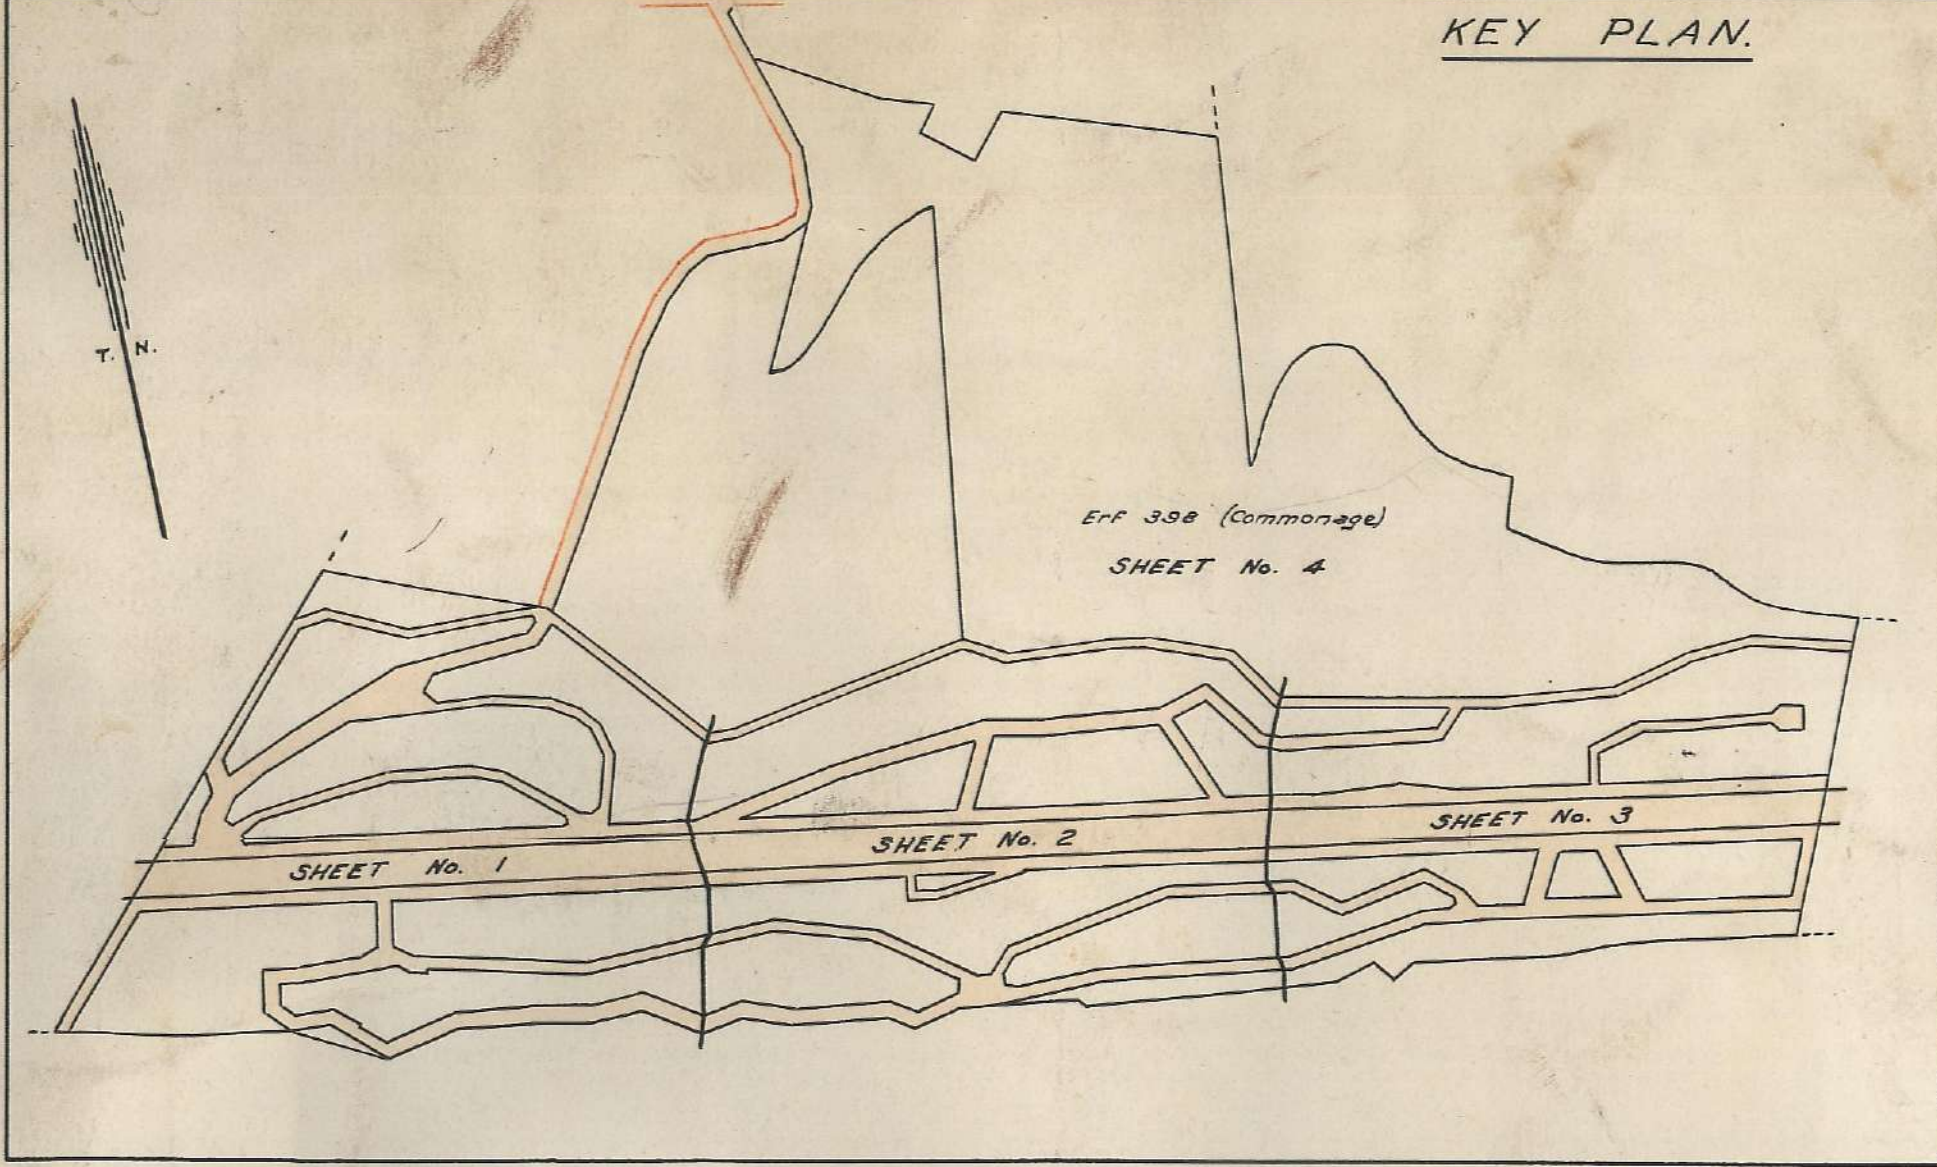 KEY PLAN.
T. N.
Erf 398 (Commonage)
SHEET No. 4
SHEET No. 3
SHEET No. 2
SHEET No. 1